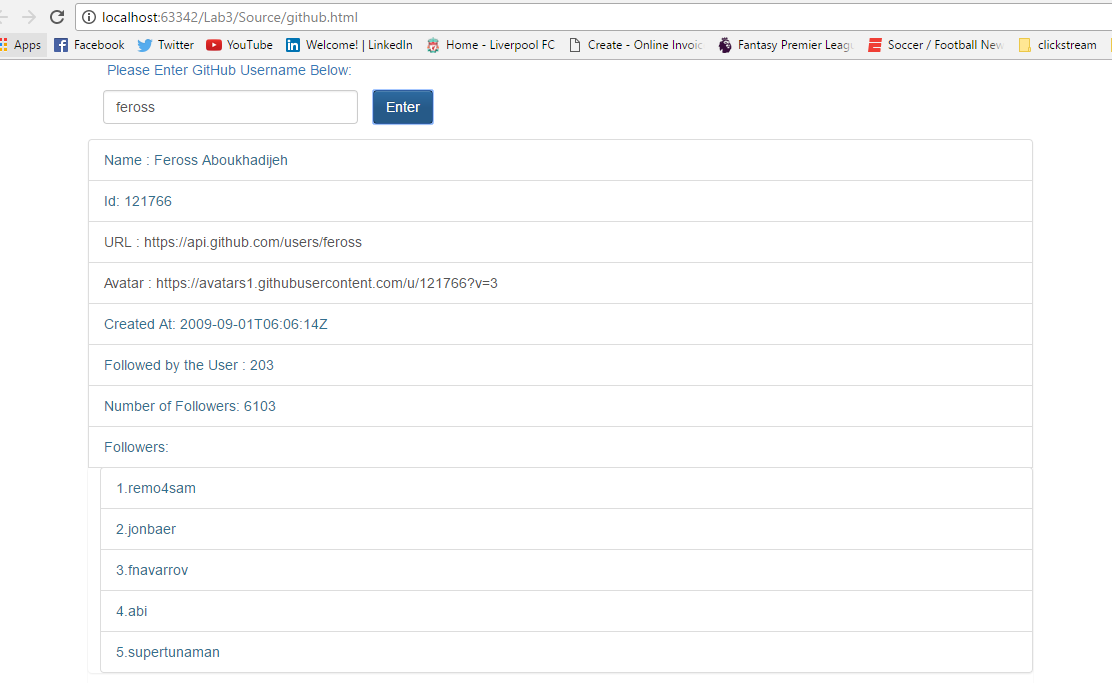 localhost:63342/Lab3/Source/github.html
Apps Facebook Twitter YouTube Welcome! | LinkedIn Home - Liverpool FC Create - Online Invoic Fantasy Premier Leagu Soccer / Football New clickstream
Please Enter GitHub Username Below:
feross Enter
Name : Feross Aboukhadijeh
Id: 121766
URL : https://api.github.com/users/feross
Avatar : https://avatars1.githubusercontent.com/u/121766?v=3
Created At: 2009-09-01T06:06:14Z
Followed by the User : 203
Number of Followers: 6103
Followers:
1.remo4sam
2.jonbaer
3.fnavarrov
4.abi
5.supertunaman